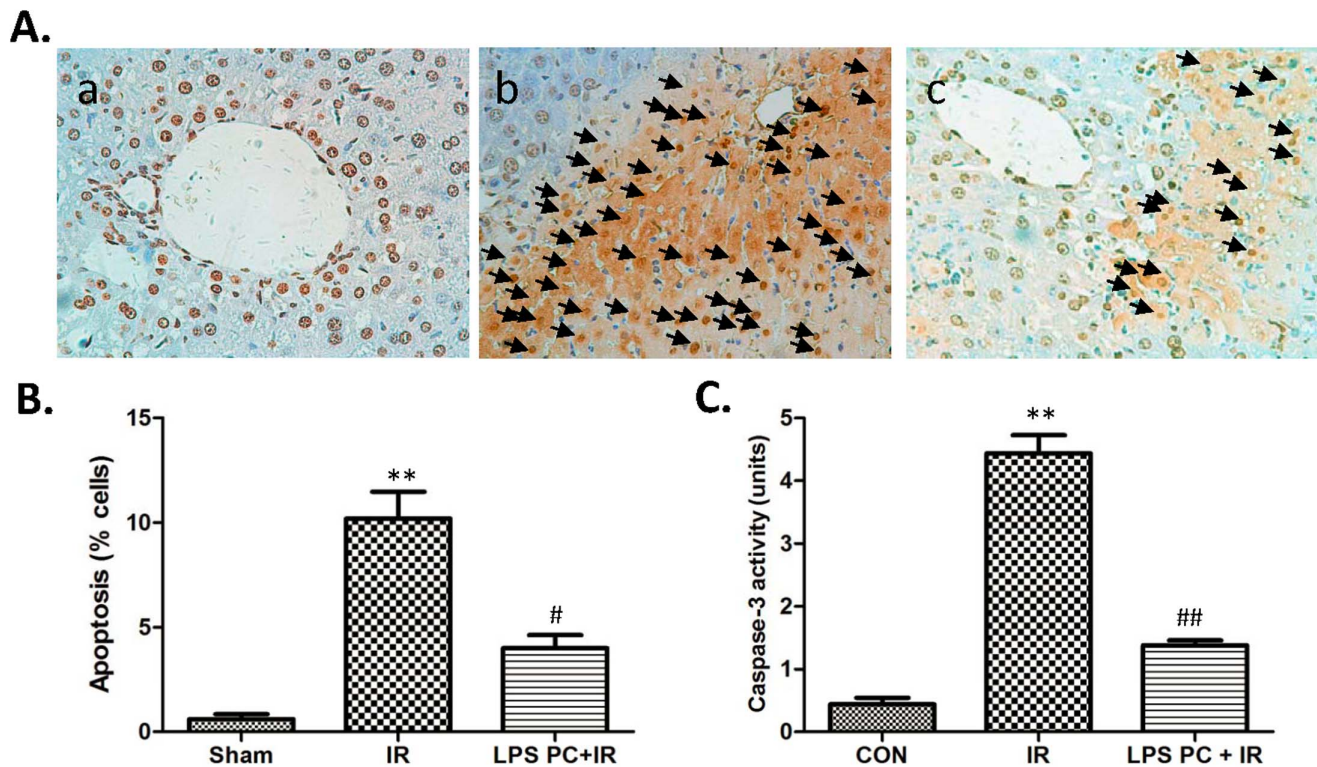 A.
a
b
c
B.
Apoptosis (% cells)
15
10
5
0
**
#
Sham
IR
LPS PC+IR
C.
Caspase-3 activity (units)
5
4
3
2
1
0
**
##
CON
IR
LPS PC + IR